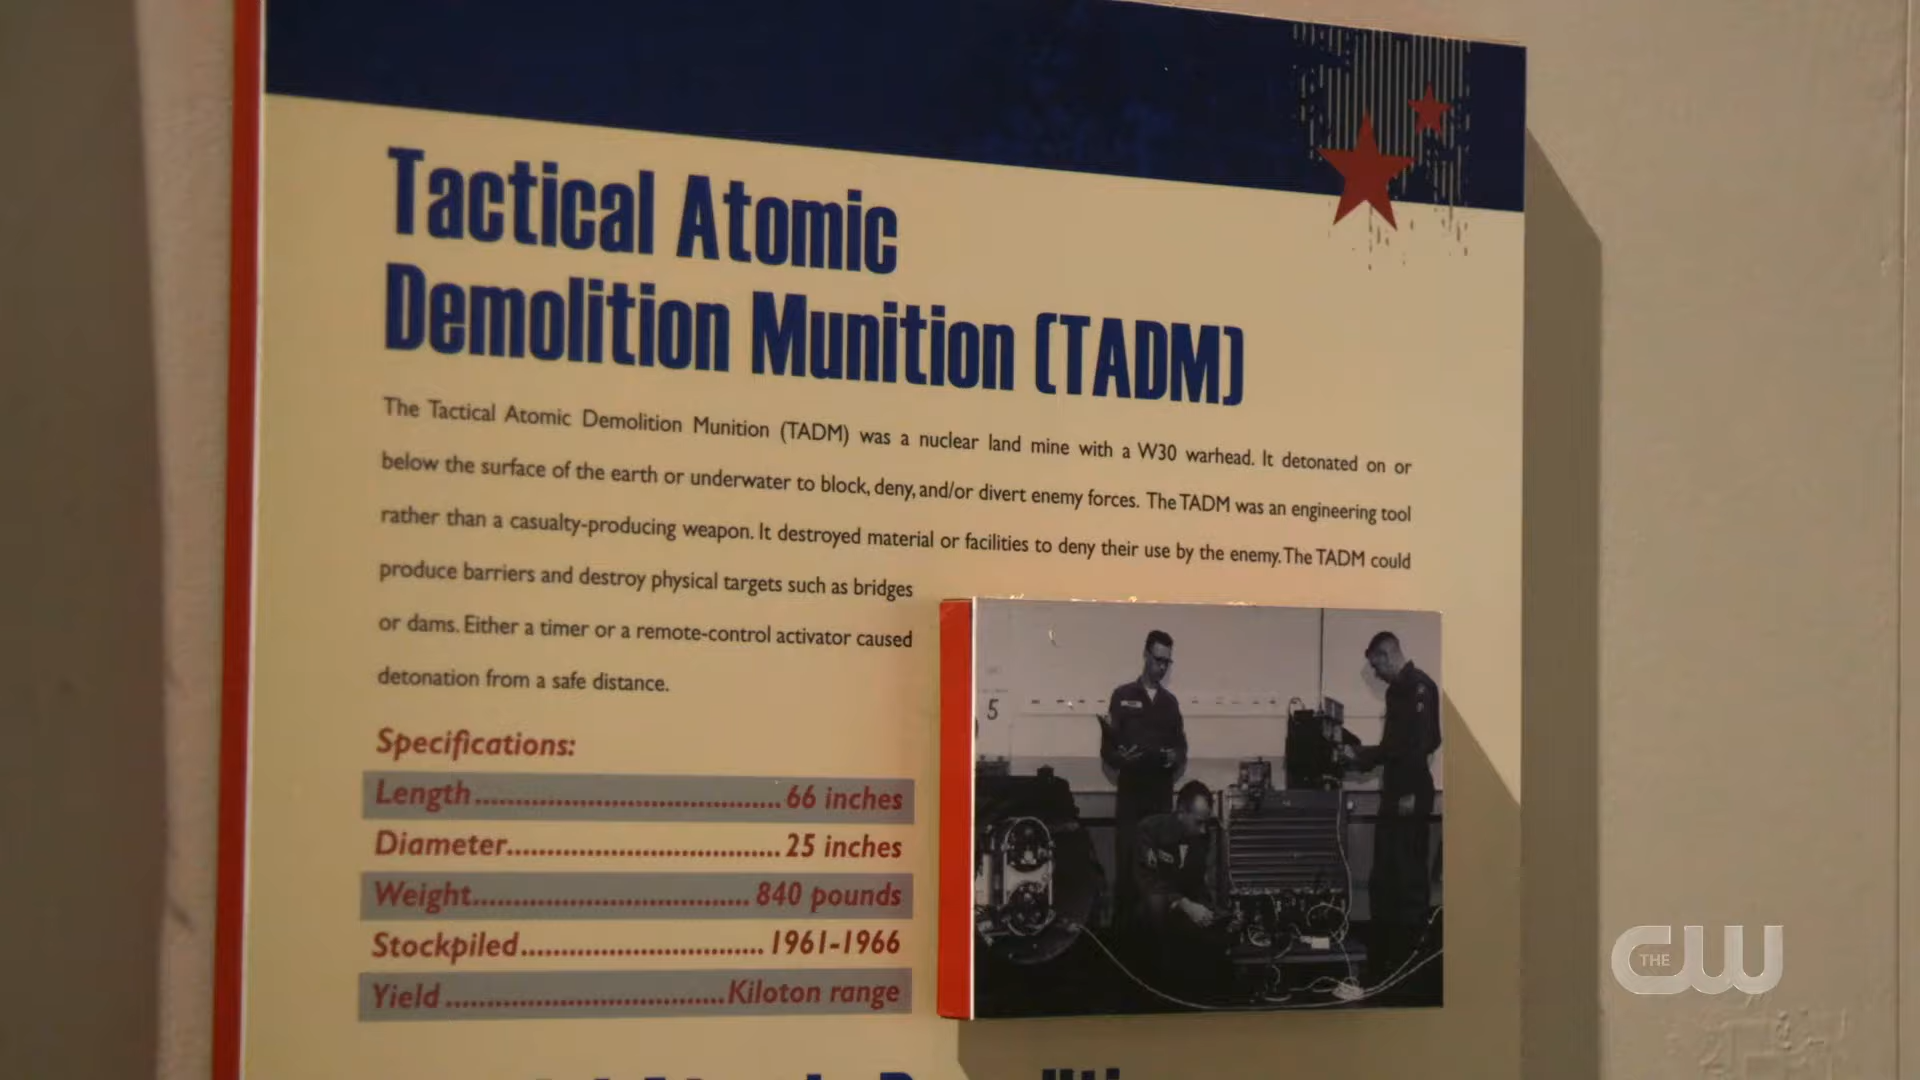 Tactical Atomic
Demolition Munition (TADM)
The Tactical Atomic Demolition Munition (TADM) was a nuclear land mine with a W30 warhead. It detonated on or
below the surface of the earth or underwater to block, deny, and/or divert enemy forces. The TADM was an engineering tool
rather than a casualty-producing weapon. It destroyed material or facilities to deny their use by the enemy. The TADM could
produce barriers and destroy physical targets such as bridges
or dams. Either a timer or a remote-control activator caused
detonation from a safe distance.
Specifications:
Length.......................................66 inches
Diameter...................................25 inches
Weight...................................840 pounds
Stockpiled...............................1961-1966
Yield ....................................Kiloton range
5
THE CW